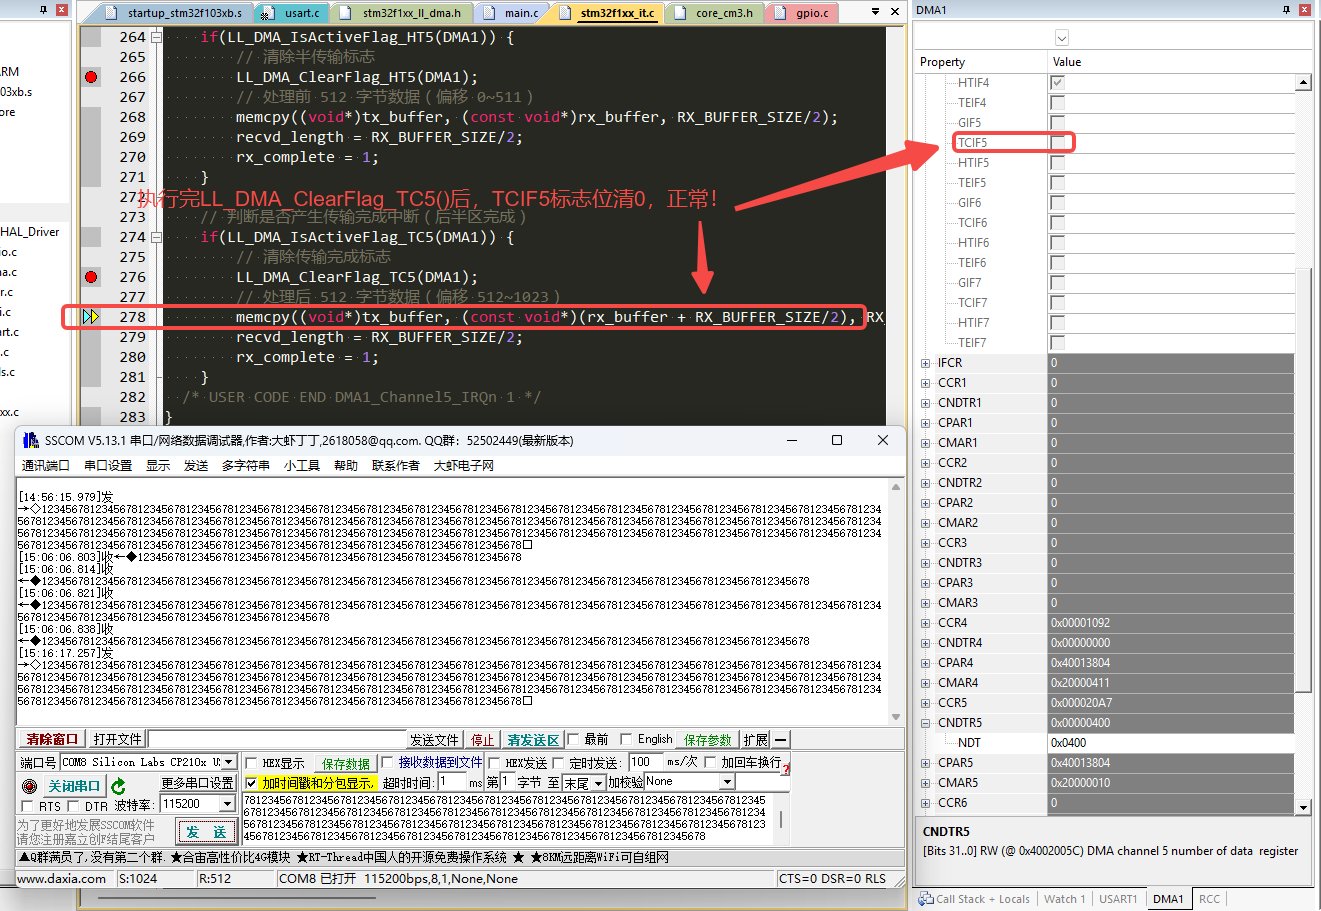 startup_stm32f103xb.s
usart.c
stm32f1xx_ll_dma.h
main.c
stm32f1xx_it.c
core_cm3.h
gpio.c
DMA1
ARM
03xb.s
ore
HAL_Driver
io.c
na.c
r.c
i.c
art.c
.c
ls.c
xx.c
264 if(LL_DMA_IsActiveFlag_HT5(DMA1)) {
265 // 清除半传输标志
266 LL_DMA_ClearFlag_HT5(DMA1);
267 // 处理前 512 字节数据(偏移 0~511)
268 memcpy((void*)tx_buffer, (const void*)rx_buffer, RX_BUFFER_SIZE/2);
269 recvd_length = RX_BUFFER_SIZE/2;
270 rx_complete = 1;
271 }
272
执行完LL_DMA_ClearFlag_TC5()后，TCIF5标志位清0，正常！
273 // 判断是否产生传输完成中断(后半区完成)
274 if(LL_DMA_IsActiveFlag_TC5(DMA1)) {
275 // 清除传输完成标志
276 LL_DMA_ClearFlag_TC5(DMA1);
277 // 处理后 512 字节数据(偏移 512~1023)
278 memcpy((void*)tx_buffer, (const void*)(rx_buffer + RX_BUFFER_SIZE/2), RX_
279 recvd_length = RX_BUFFER_SIZE/2;
280 rx_complete = 1;
281 }
282 /* USER CODE END DMA1_Channel5_IRQn 1 */
283 }
Property Value
HTIF4
TEIF4
GIF5
TCIF5
HTIF5
TEIF5
GIF6
TCIF6
HTIF6
TEIF6
GIF7
TCIF7
HTIF7
TEIF7
IFCR 0
CCR1 0
CNDTR1 0
CPAR1 0
CMAR1 0
CCR2 0
CNDTR2 0
CPAR2 0
CMAR2 0
CCR3 0
CNDTR3 0
CPAR3 0
CMAR3 0
CCR4 0x00001092
CNDTR4 0x00000000
CPAR4 0x40013804
CMAR4 0x20000411
CCR5 0x000020A7
CNDTR5 0x00000400
NDT 0x0400
CPAR5 0x40013804
CMAR5 0x20000010
CCR6 0
CNDTR5
[Bits 31..0] RW (@ 0x4002005C) DMA channel 5 number of data register
Call Stack + Locals Watch 1 USART1 DMA1 RCC
SSCOM V5.13.1 串口/网络数据调试器,作者:大虾丁丁,2618058@qq.com. QQ群：52502449(最新版本)
通讯端口 串口设置 显示 发送 多字符串 小工具 帮助 联系作者 大虾电子网
[14:56:15.979]发
[15:06:06.803]收
[15:06:06.814]收
[15:06:06.821]收
[15:06:06.838]收
[15:16:17.257]发
清除窗口 打开文件 发送文件 停止 清发送区 最前 English 保存参数 扩展 —
端口号 COM8 Silicon Labs CP210x U HEX显示 保存数据 接收数据到文件 HEX发送 定时发送: 100 ms/次 加回车换行
关闭串口 更多串口设置 加时间戳和分包显示, 超时时间: 1 ms 第 1 字节 至 末尾 加校验 None
RTS DTR 波特率: 115200
为了更好地发展SSCOM软件
请您注册嘉立创F结尾客户
发 送
▲Q群满员了,没有第二个群. ★合宙高性价比4G模块 ★RT-Thread中国人的开源免费操作系统 ★ ★8KM远距离WiFi可自组网
www.daxia.com S:1024 R:512 COM8 已打开 115200bps,8,1,None,None CTS=0 DSR=0 RLS